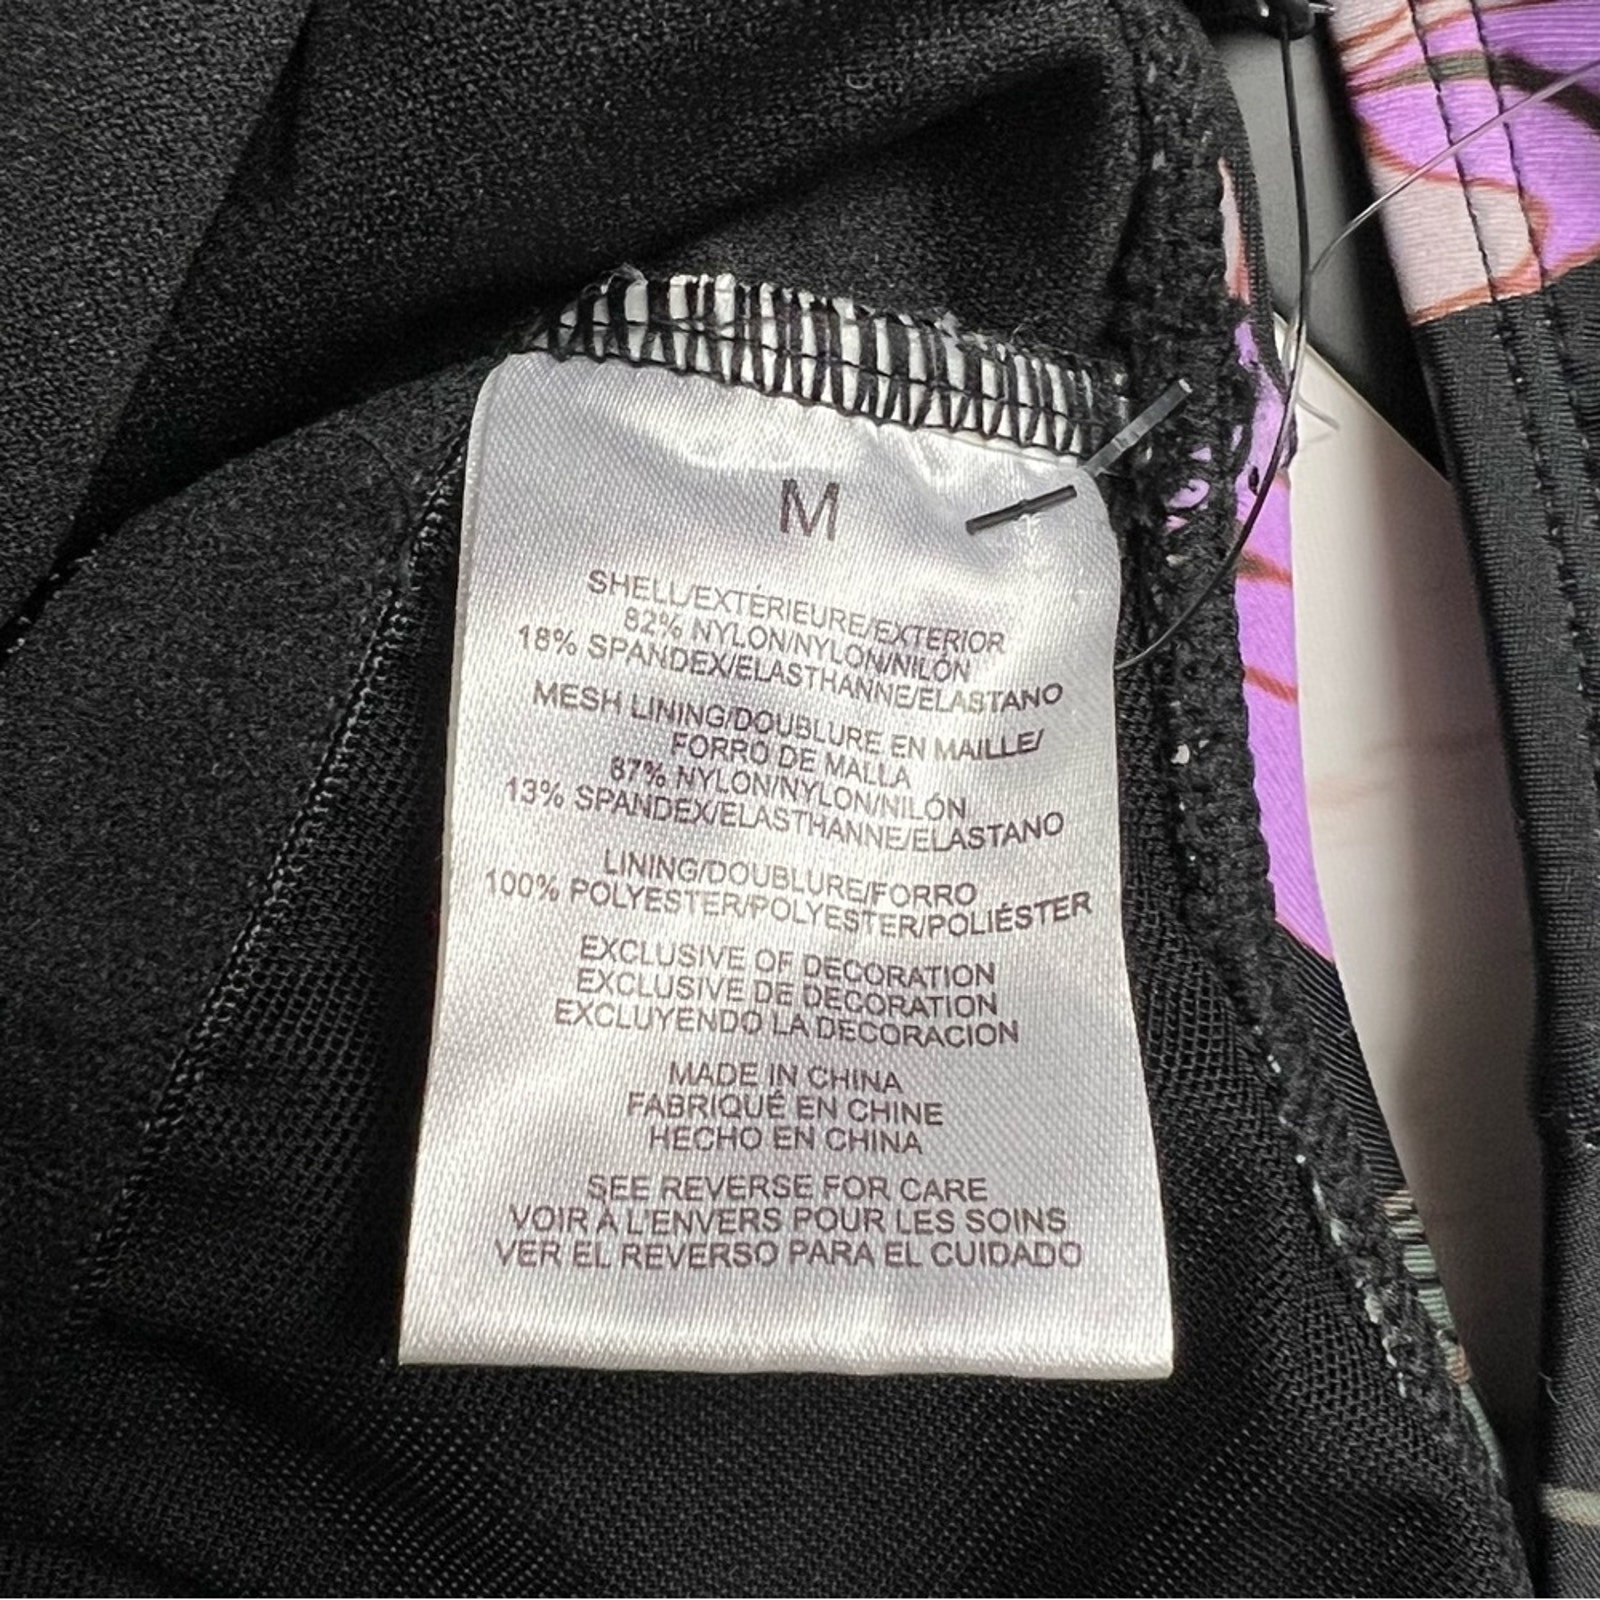 M
SHELL/EXTÉRIEURE/EXTERIOR
82% NYLON/NYLON/NILÓN
18% SPANDEX/ELASTHANNE/ELASTANO
MESH LINING/DOUBLURE EN MAILLE/
FORRO DE MALLA
87% NYLON/NYLON/NILÓN
13% SPANDEX/ELASTHANNE/ELASTANO
LINING/DOUBLURE/FORRO
100% POLYESTER/POLYESTER/POLIÉSTER
EXCLUSIVE OF DECORATION
EXCLUSIVE DE DECORATION
EXCLUYENDO LA DECORACION
MADE IN CHINA
FABRIQUÉ EN CHINE
HECHO EN CHINA
SEE REVERSE FOR CARE
VOIR À L'ENVERS POUR LES SOINS
VER EL REVERSO PARA EL CUIDADO